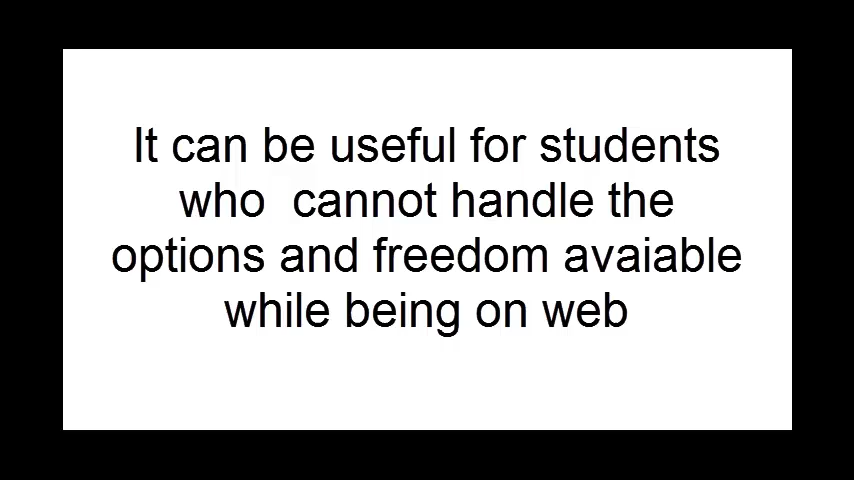 It can be useful for students
who  cannot handle the
options and freedom avaiable
while being on web